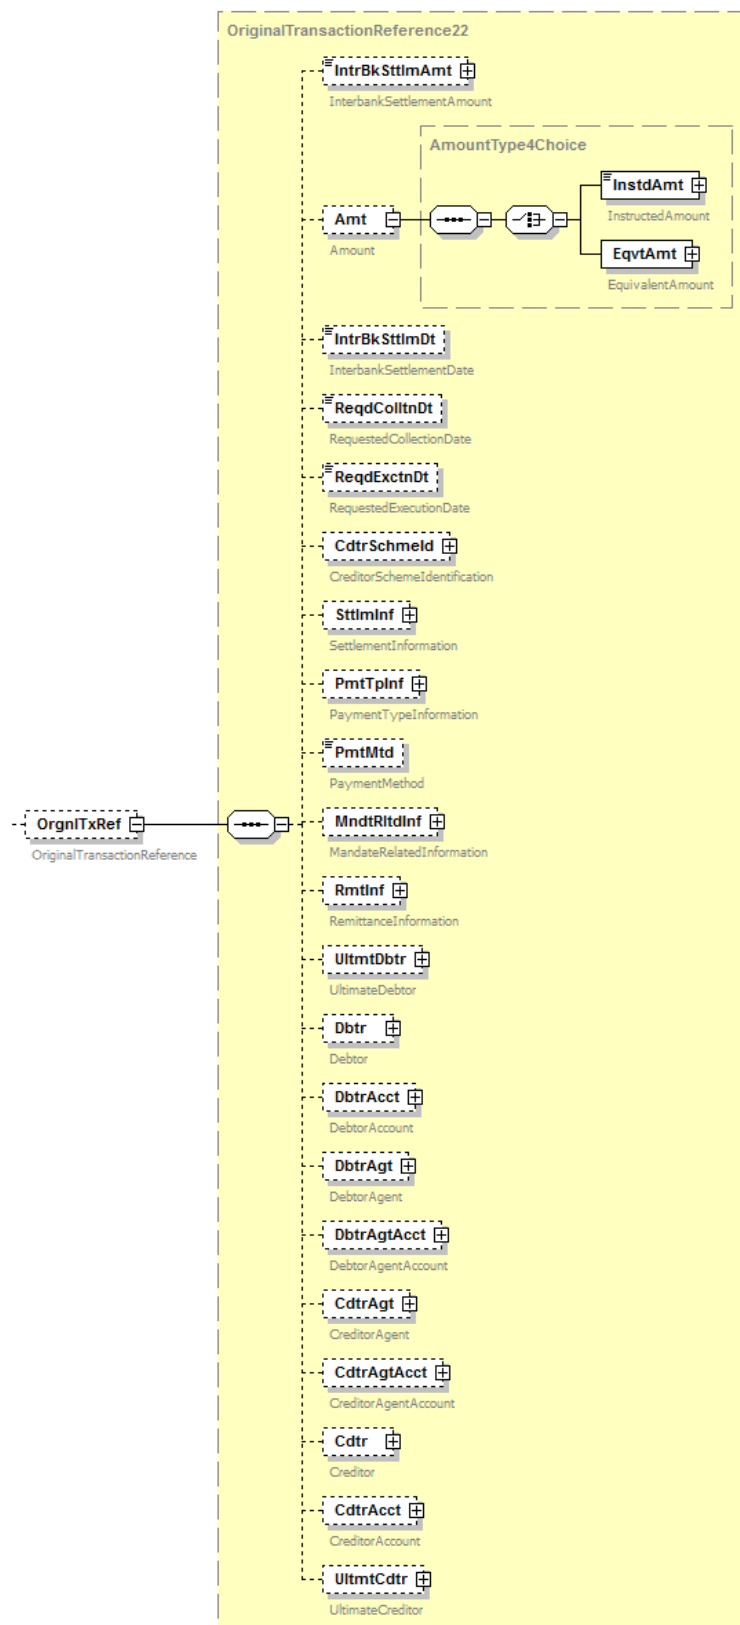 OriginalTransactionReference22
IntrBkSttlmAmt
InterbankSettlementAmount
AmountType4Choice
InstdAmt
InstructedAmount
Amt
Amount
EqvtAmt
EquivalentAmount
IntrBkSttlmDt
InterbankSettlementDate
ReqdColltnDt
RequestedCollectionDate
ReqdExctnDt
RequestedExecutionDate
CdtrSchmeId
CreditorSchemeIdentification
SttlmInf
SettlementInformation
PmtTpInf
PaymentTypeInformation
PmtMtd
PaymentMethod
OrgnlTxRef
OriginalTransactionReference
MndtRltdInf
MandateRelatedInformation
RmtInf
RemittanceInformation
UltmtDbtr
UltimateDebtor
Dbtr
Debtor
DbtrAcct
DebtorAccount
DbtrAgt
DebtorAgent
DbtrAgtAcct
DebtorAgentAccount
CdtrAgt
CreditorAgent
CdtrAgtAcct
CreditorAgentAccount
Cdtr
Creditor
CdtrAcct
CreditorAccount
UltmtCdtr
UltimateCreditor